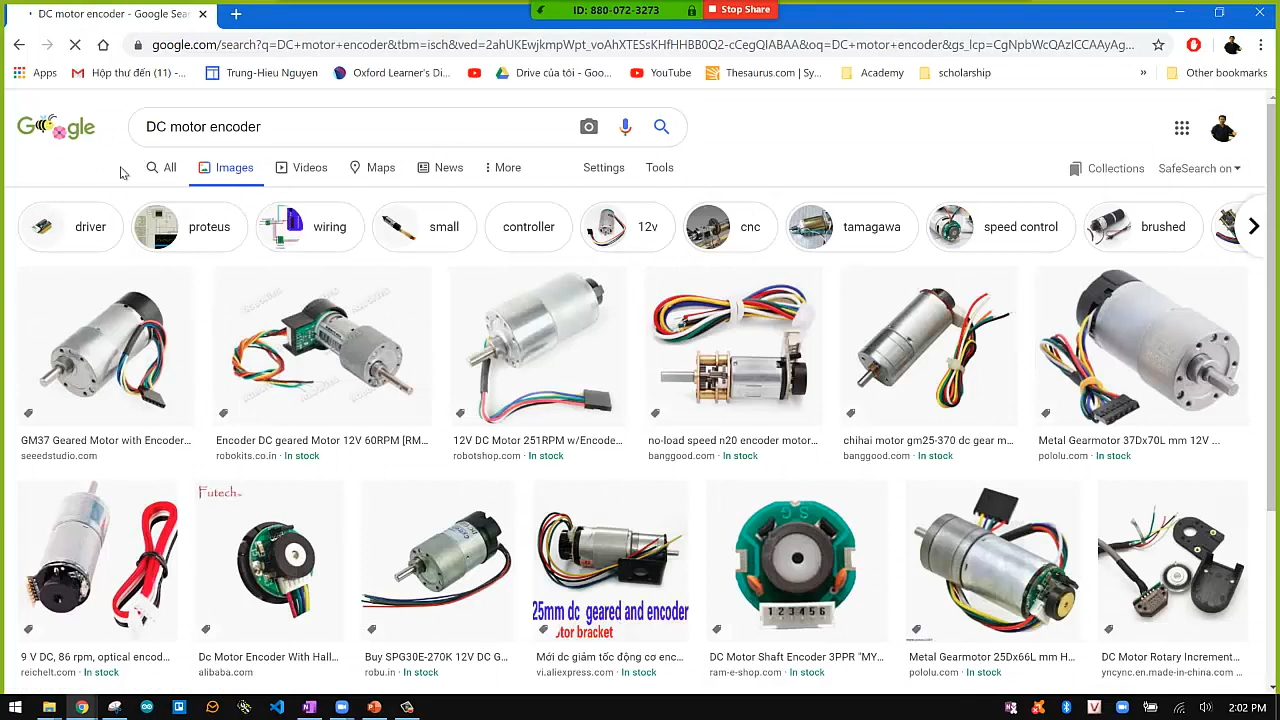 DC motor encoder - Google Sear
ID: 880-072-3273
Stop Share
google.com/search?q=DC+motor+encoder&tbm=isch&ved=2ahUKEwjkmpWpt_voAhXTESsKHfHHBB0Q2-cCegQIABAA&oq=DC+motor+encoder&gs_lcp=CgNpbWcQAzICCAAyAg...
Apps
Hộp thư đến (11) -...
Trung-Hieu Nguyen
Oxford Learner's Di...
Drive của tôi - Goo...
YouTube
Thesaurus.com | Sy...
Academy
scholarship
»
Other bookmarks
Google
DC motor encoder
All
Images
Videos
Maps
News
More
Settings
Tools
Collections
SafeSearch on
driver
proteus
wiring
small
controller
12v
cnc
tamagawa
speed control
brushed
GM37 Geared Motor with Encoder...
seeedstudio.com
Encoder DC geared Motor 12V 60RPM [RM...
robokits.co.in · In stock
12V DC Motor 251RPM w/Encode...
robotshop.com · In stock
no-load speed n20 encoder motor...
banggood.com · In stock
chihai motor gm25-370 dc gear m...
banggood.com · In stock
Metal Gearmotor 37Dx70L mm 12V ...
pololu.com · In stock
Futech
25mm dc geared and encoder
tor bracket
S G
1 2 3 4 5 6
9 V DC, 86 rpm, optical encod...
reichelt.com · In stock
Dc Motor Encoder With Hall...
alibaba.com
Buy SPG30E-270K 12V DC G...
robu.in · In stock
Mới dc giảm tốc động cơ enc...
vi.aliexpress.com · In stock
DC Motor Shaft Encoder 3PPR "MY...
ram-e-shop.com · In stock
Metal Gearmotor 25Dx66L mm H...
pololu.com · In stock
DC Motor Rotary Increment...
yncync.en.made-in-china.com ...
2:02 PM